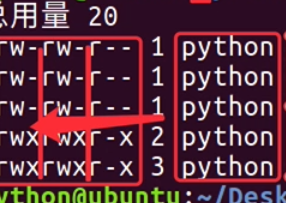 总用量 20
rw-rw-r-- 1 python
rw-rw-r-- 1 python
rw-rw-r-- 1 python
rwxrwxr-x 2 python
rwxrwxr-x 3 python
ython@ubuntu:~/Desk